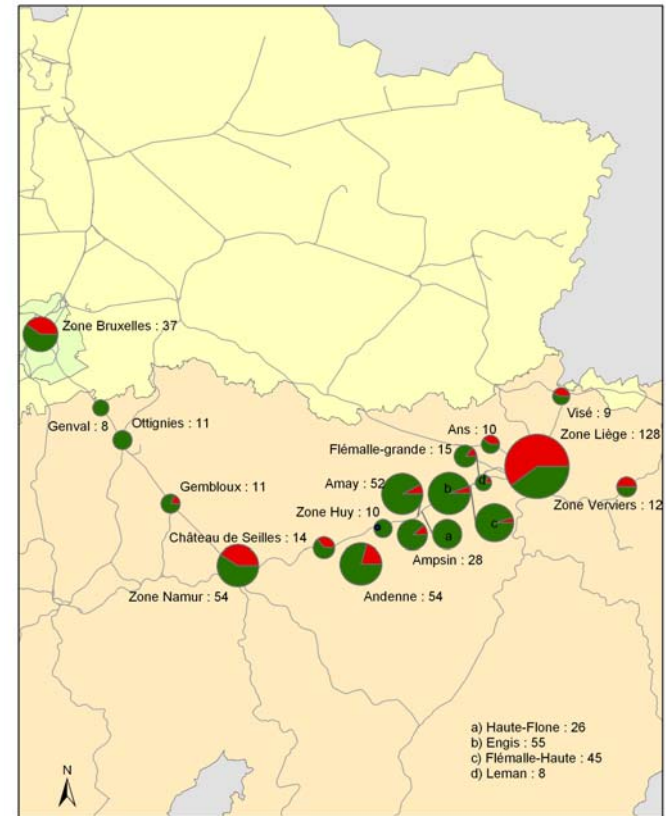 Zone Bruxelles : 37
Genval : 8
Ottignies : 11
Visé : 9
Ans : 10
Zone Liège : 128
Flémalle-grande : 15
Gembloux : 11
Amay : 52
b
d
Zone Verviers : 12
Zone Huy : 10
c
Château de Seilles : 14
a
Ampsin : 28
Zone Namur : 54
Andenne : 54
a) Haute-Flone : 26
b) Engis : 55
c) Flémalle-Haute : 45
d) Leman : 8
N